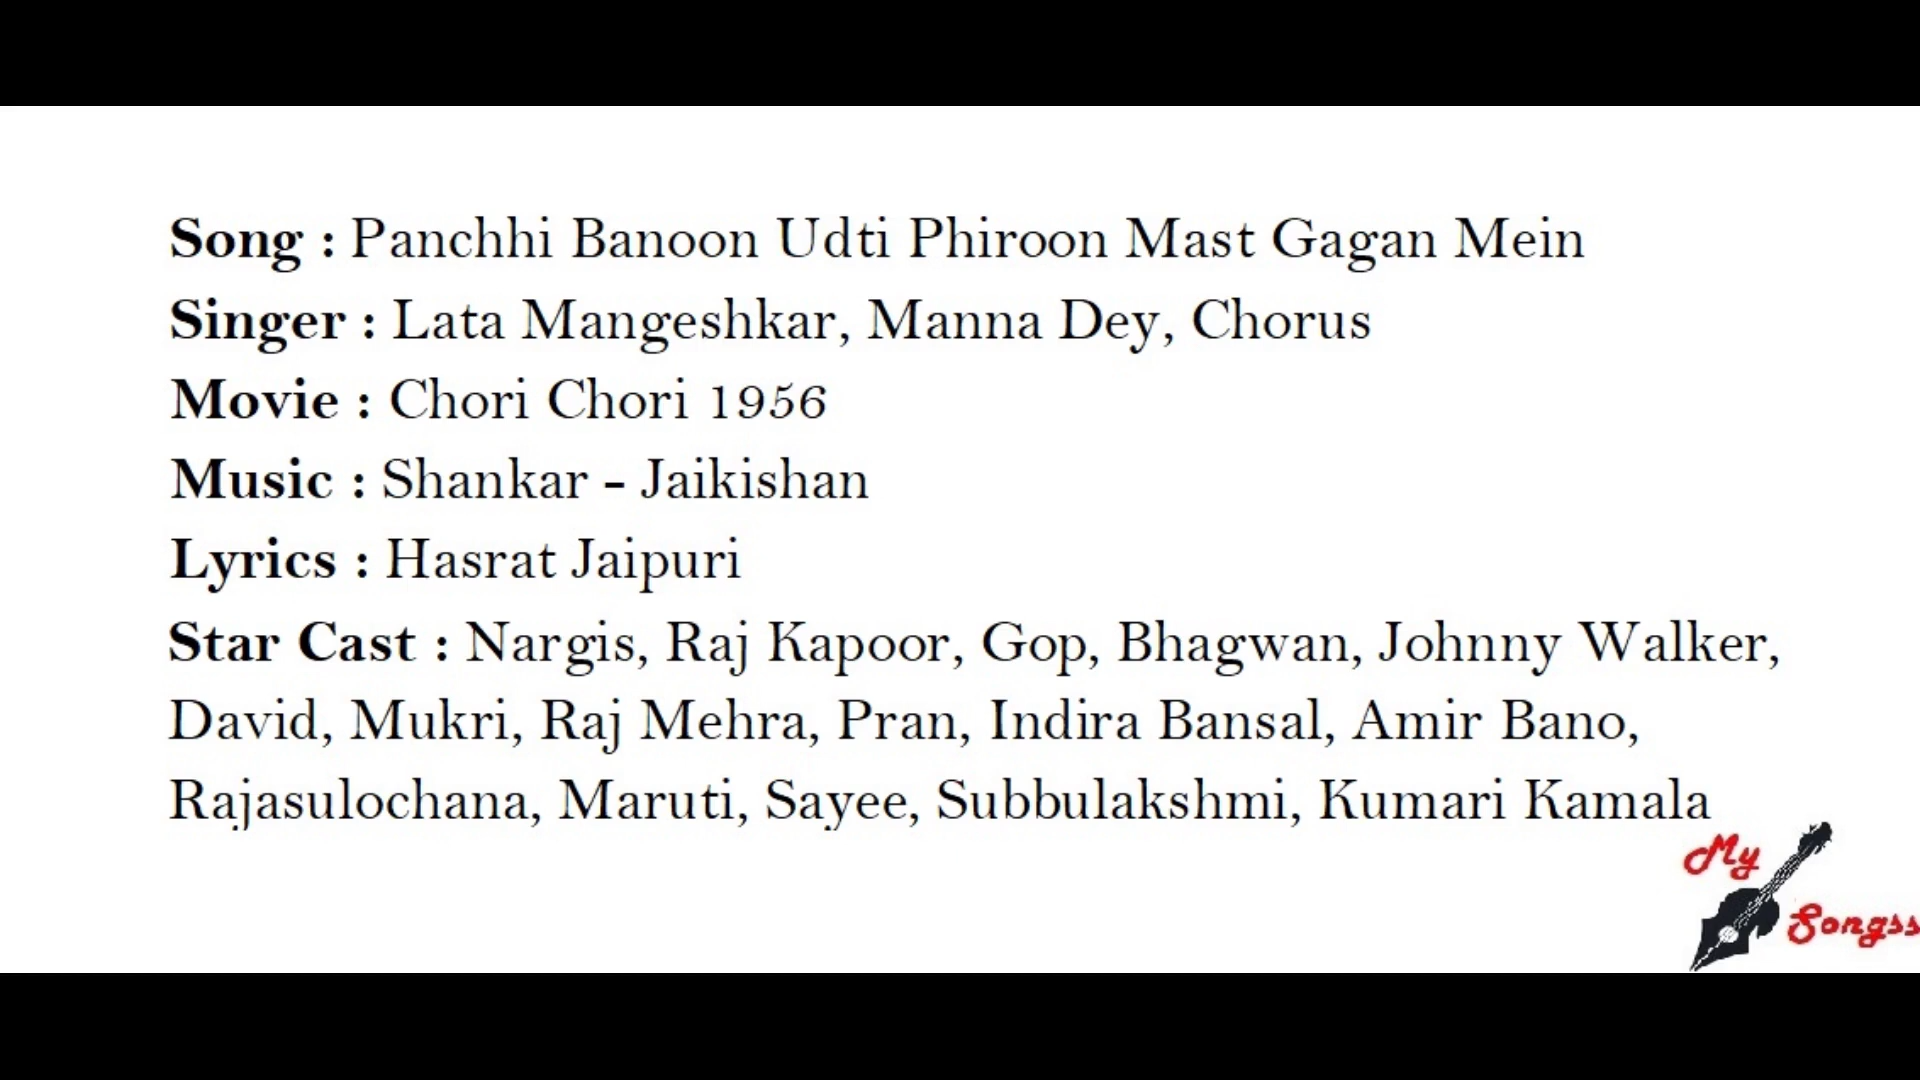 Song : Panchhi Banoon Udti Phiroon Mast Gagan Mein
Singer : Lata Mangeshkar, Manna Dey, Chorus
Movie : Chori Chori 1956
Music : Shankar - Jaikishan
Lyrics : Hasrat Jaipuri
Star Cast : Nargis, Raj Kapoor, Gop, Bhagwan, Johnny Walker,
David, Mukri, Raj Mehra, Pran, Indira Bansal, Amir Bano,
Rajasulochana, Maruti, Sayee, Subbulakshmi, Kumari Kamala
My
Songss